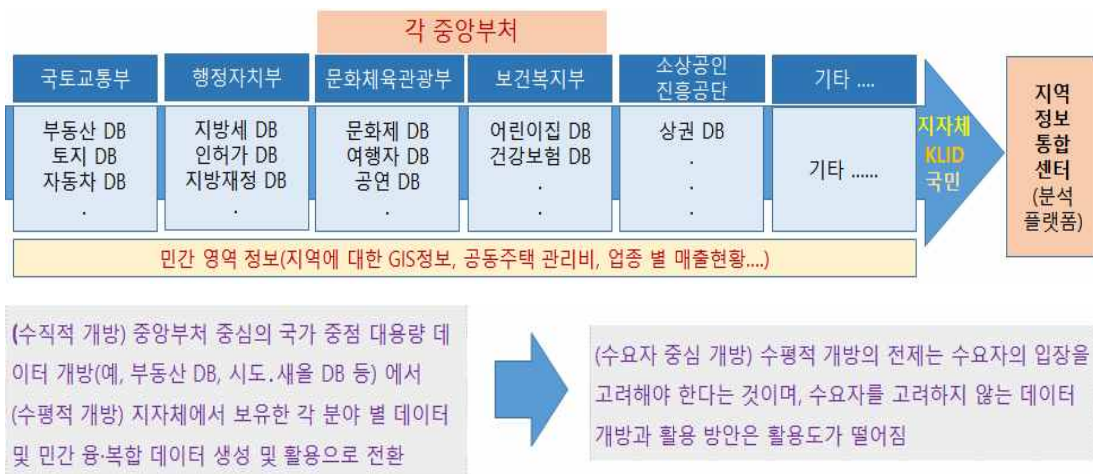 각 중앙부처
국토교통부 행정자치부 문화체육관광부 보건복지부 소상공인 진흥공단 기타 ....
부동산 DB
토지 DB
자동차 DB
.
지방세 DB
인허가 DB
지방재정 DB
.
문화제 DB
여행자 DB
공연 DB
.
어린이집 DB
건강보험 DB
.
.
상권 DB
.
.
.
기타 ......
지자체
KLID
국민
지역
정보
통합
센터
(분석
플랫폼)
민간 영역 정보(지역에 대한 GIS정보, 공동주택 관리비, 업종 별 매출현황....)
(수직적 개방) 중앙부처 중심의 국가 중점 대용량 데
이터 개방(예, 부동산 DB, 시도.새올 DB 등) 에서
(수평적 개방) 지자체에서 보유한 각 분야 별 데이터
및 민간 융·복합 데이터 생성 및 활용으로 전환
(수요자 중심 개방) 수평적 개방의 전제는 수요자의 입장을
고려해야 한다는 것이며, 수요자를 고려하지 않는 데이터
개방과 활용 방안은 활용도가 떨어짐